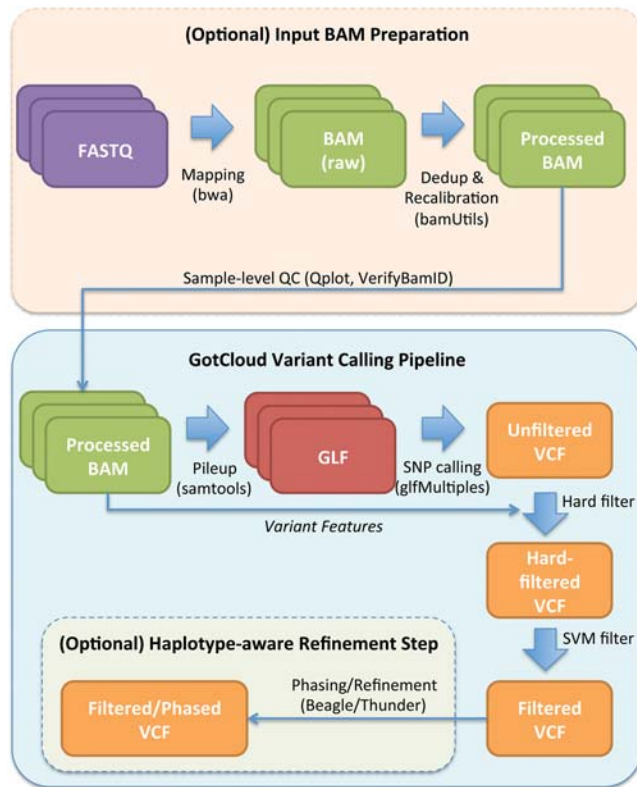 (Optional) Input BAM Preparation
FASTQ
Mapping
(bwa)
BAM
(raw)
Dedup &
Recalibration
(bamUtils)
Processed
BAM
Sample-level QC (Qplot, VerifyBamID)
GotCloud Variant Calling Pipeline
Processed
BAM
Pileup
(samtools)
GLF
SNP calling
(glfMultiples)
Unfiltered
VCF
Variant Features
Hard filter
Hard-
filtered
VCF
SVM filter
(Optional) Haplotype-aware Refinement Step
Filtered/Phased
VCF
Phasing/Refinement
(Beagle/Thunder)
Filtered
VCF